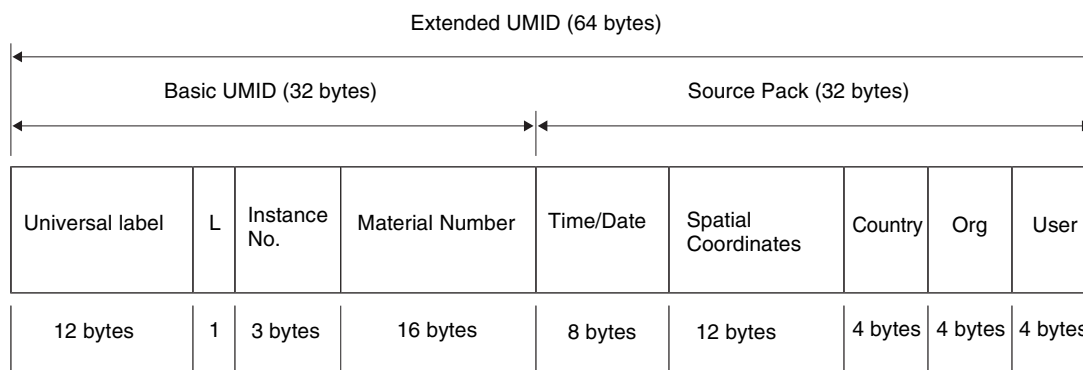 Extended UMID (64 bytes)
Basic UMID (32 bytes) Source Pack (32 bytes)
Universal label L Instance No. Material Number Time/Date Spatial Coordinates Country Org User
12 bytes 1 3 bytes 16 bytes 8 bytes 12 bytes 4 bytes 4 bytes 4 bytes